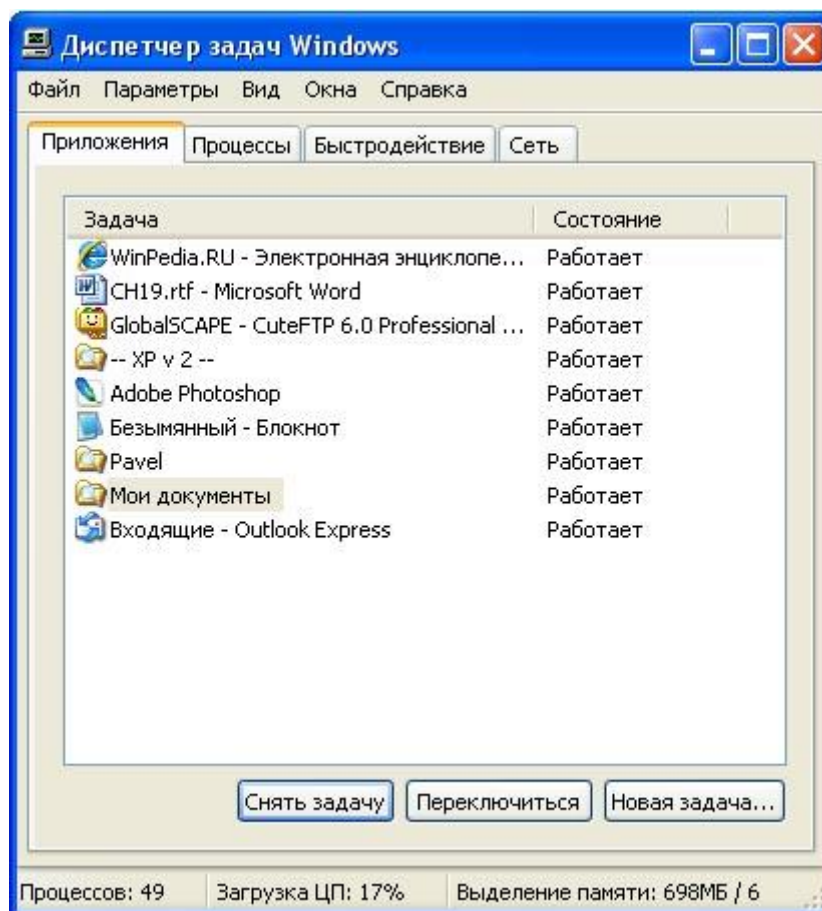 Диспетчер задач Windows
Файл Параметры Вид Окна Справка
Приложения Процессы Быстродействие Сеть
Задача Состояние
WinPedia.RU - Электронная энциклопе... Работает
CH19.rtf - Microsoft Word Работает
GlobalSCAPE - CuteFTP 6.0 Professional ... Работает
-- XP v 2 -- Работает
Adobe Photoshop Работает
Безымянный - Блокнот Работает
Pavel Работает
Мои документы Работает
Входящие - Outlook Express Работает
Снять задачу Переключиться Новая задача...
Процессов: 49 Загрузка ЦП: 17% Выделение памяти: 698МБ / 6